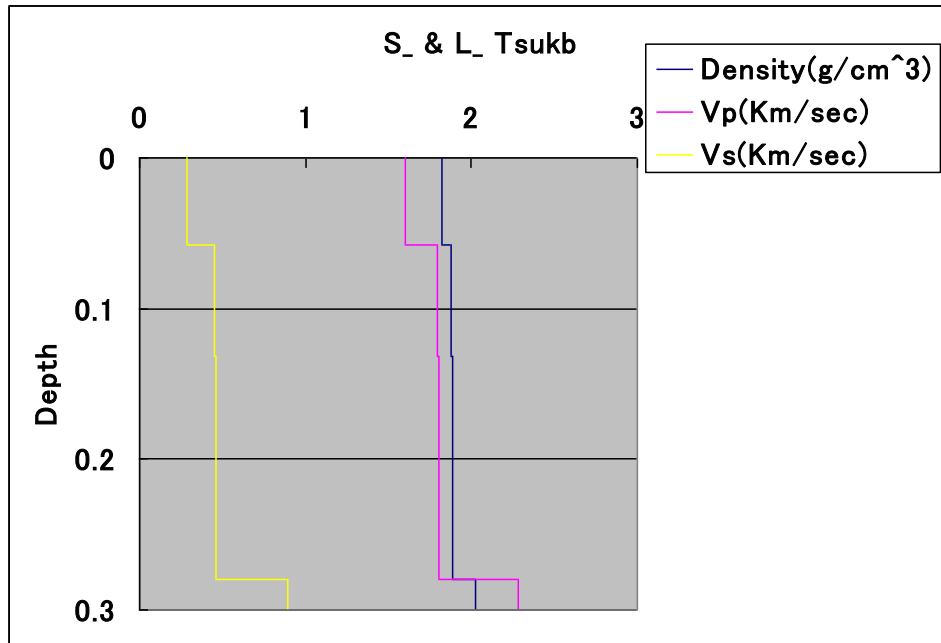 S_ & L_ Tsukb
Density(g/cm^3)
Vp(Km/sec)
Vs(Km/sec)
0 1 2 3
0
0.1
0.2
0.3
Depth